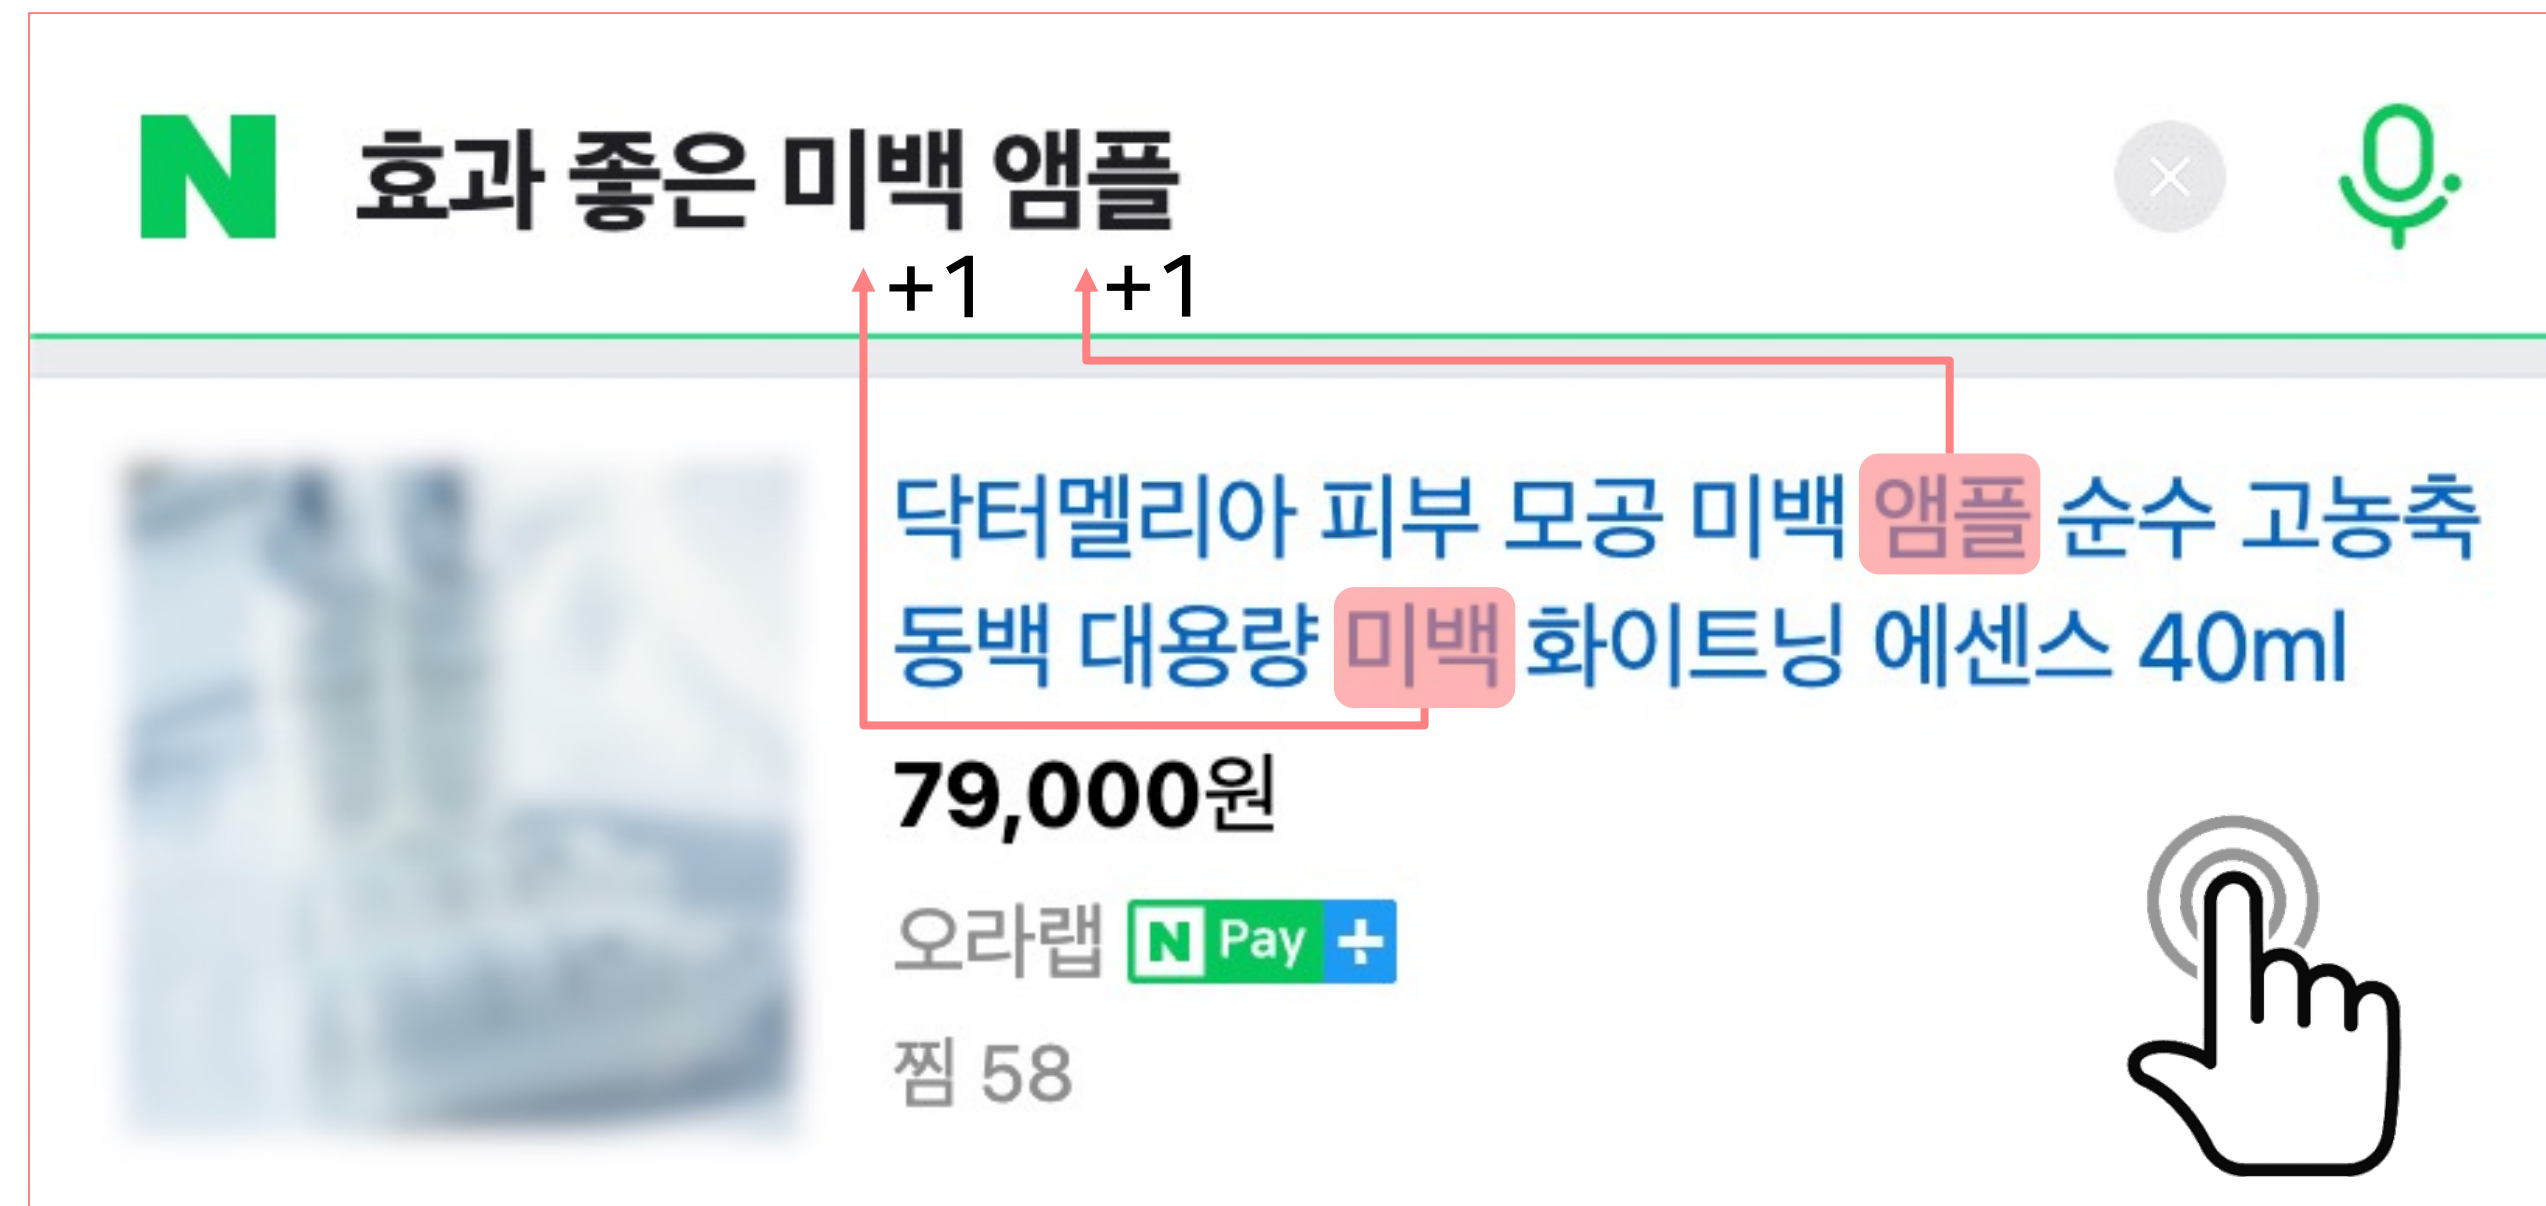 N 효과 좋은 미백 앰플
+1 +1
닥터멜리아 피부 모공 미백 앰플 순수 고농축
동백 대용량 미백 화이트닝 에센스 40ml
79,000원
오라랩 N Pay +
찜 58